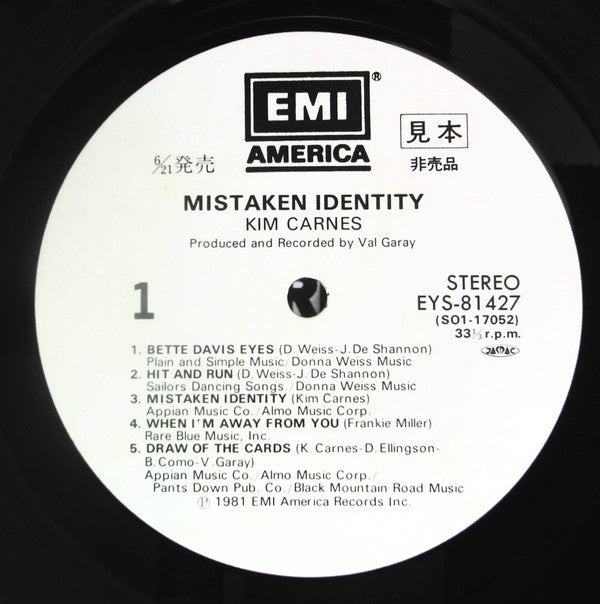 EMI
®
AMERICA
見本
6/21発売
非売品
MISTAKEN IDENTITY
KIM CARNES
Produced and Recorded by Val Garay
1
STEREO
EYS-81427
(SO1-17052)
33⅓ r.p.m.
JASRAC
1. BETTE DAVIS EYES (D. Weiss-J. De Shannon)
Plain and Simple Music/Donna Weiss Music
2. HIT AND RUN (D. Weiss-J. De Shannon)
Sailors Dancing Songs/Donna Weiss Music
3. MISTAKEN IDENTITY (Kim Carnes)
Appian Music Co./Almo Music Corp.
4. WHEN I'M AWAY FROM YOU (Frankie Miller)
Rare Blue Music, Inc.
5. DRAW OF THE CARDS (K. Carnes-D. Ellingson-
B. Como-V. Garay)
Appian Music Co./Almo Music Corp./
Pants Down Pub. Co./Black Mountain Road Music
Ⓟ 1981 EMI America Records Inc.